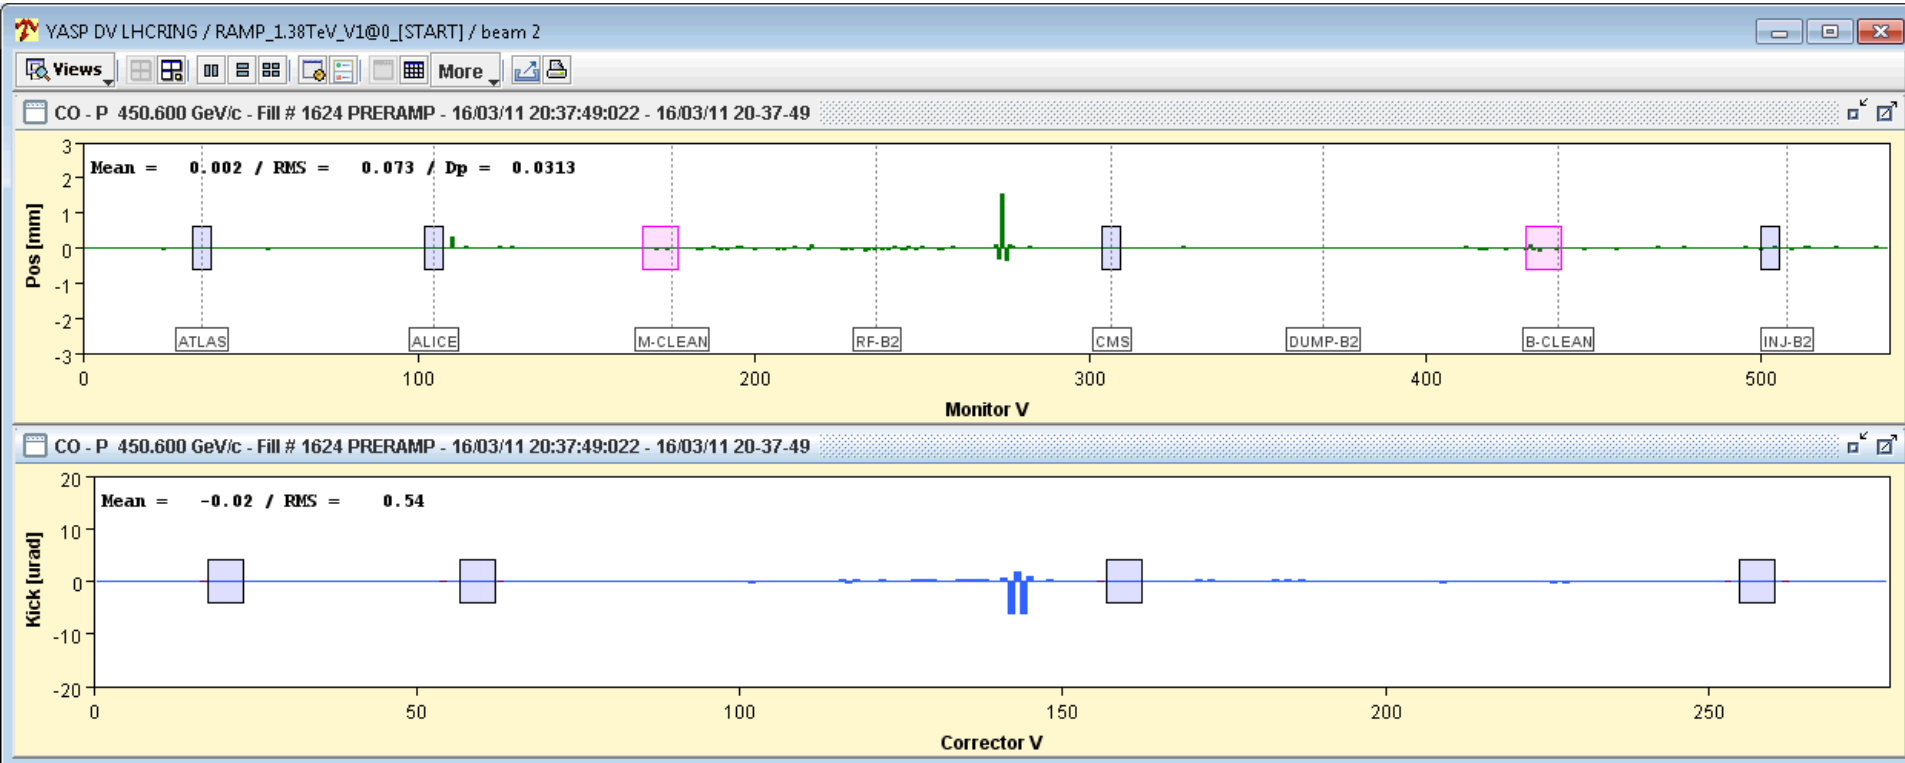 YASP DV LHCRING / RAMP_1.38TeV_V1@0_[START] / beam 2
Views More
CO - P 450.600 GeV/c - Fill # 1624 PRERAMP - 16/03/11 20:37:49:022 - 16/03/11 20-37-49
Mean = 0.002 / RMS = 0.073 / Dp = 0.0313
Pos [mm]
3
2
1
0
-1
-2
-3
ATLAS ALICE M-CLEAN RF-B2 CMS DUMP-B2 B-CLEAN INJ-B2
0 100 200 300 400 500
Monitor V
CO - P 450.600 GeV/c - Fill # 1624 PRERAMP - 16/03/11 20:37:49:022 - 16/03/11 20-37-49
Mean = -0.02 / RMS = 0.54
Kick [urad]
20
10
0
-10
-20
0 50 100 150 200 250
Corrector V